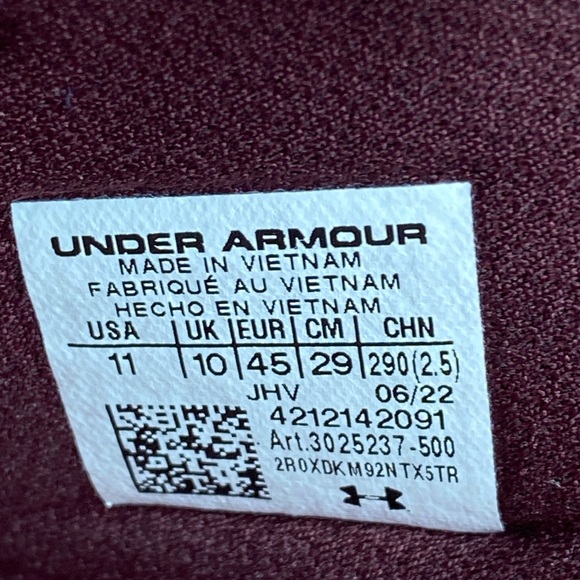 UNDER ARMOUR
MADE IN VIETNAM
FABRIQUÉ AU VIETNAM
HECHO EN VIETNAM
USA UK EUR CM CHN
11 10 45 29 290(2.5)
JHV 06/22
4212142091
Art.3025237-500
2R0XDKM92NTX5TR